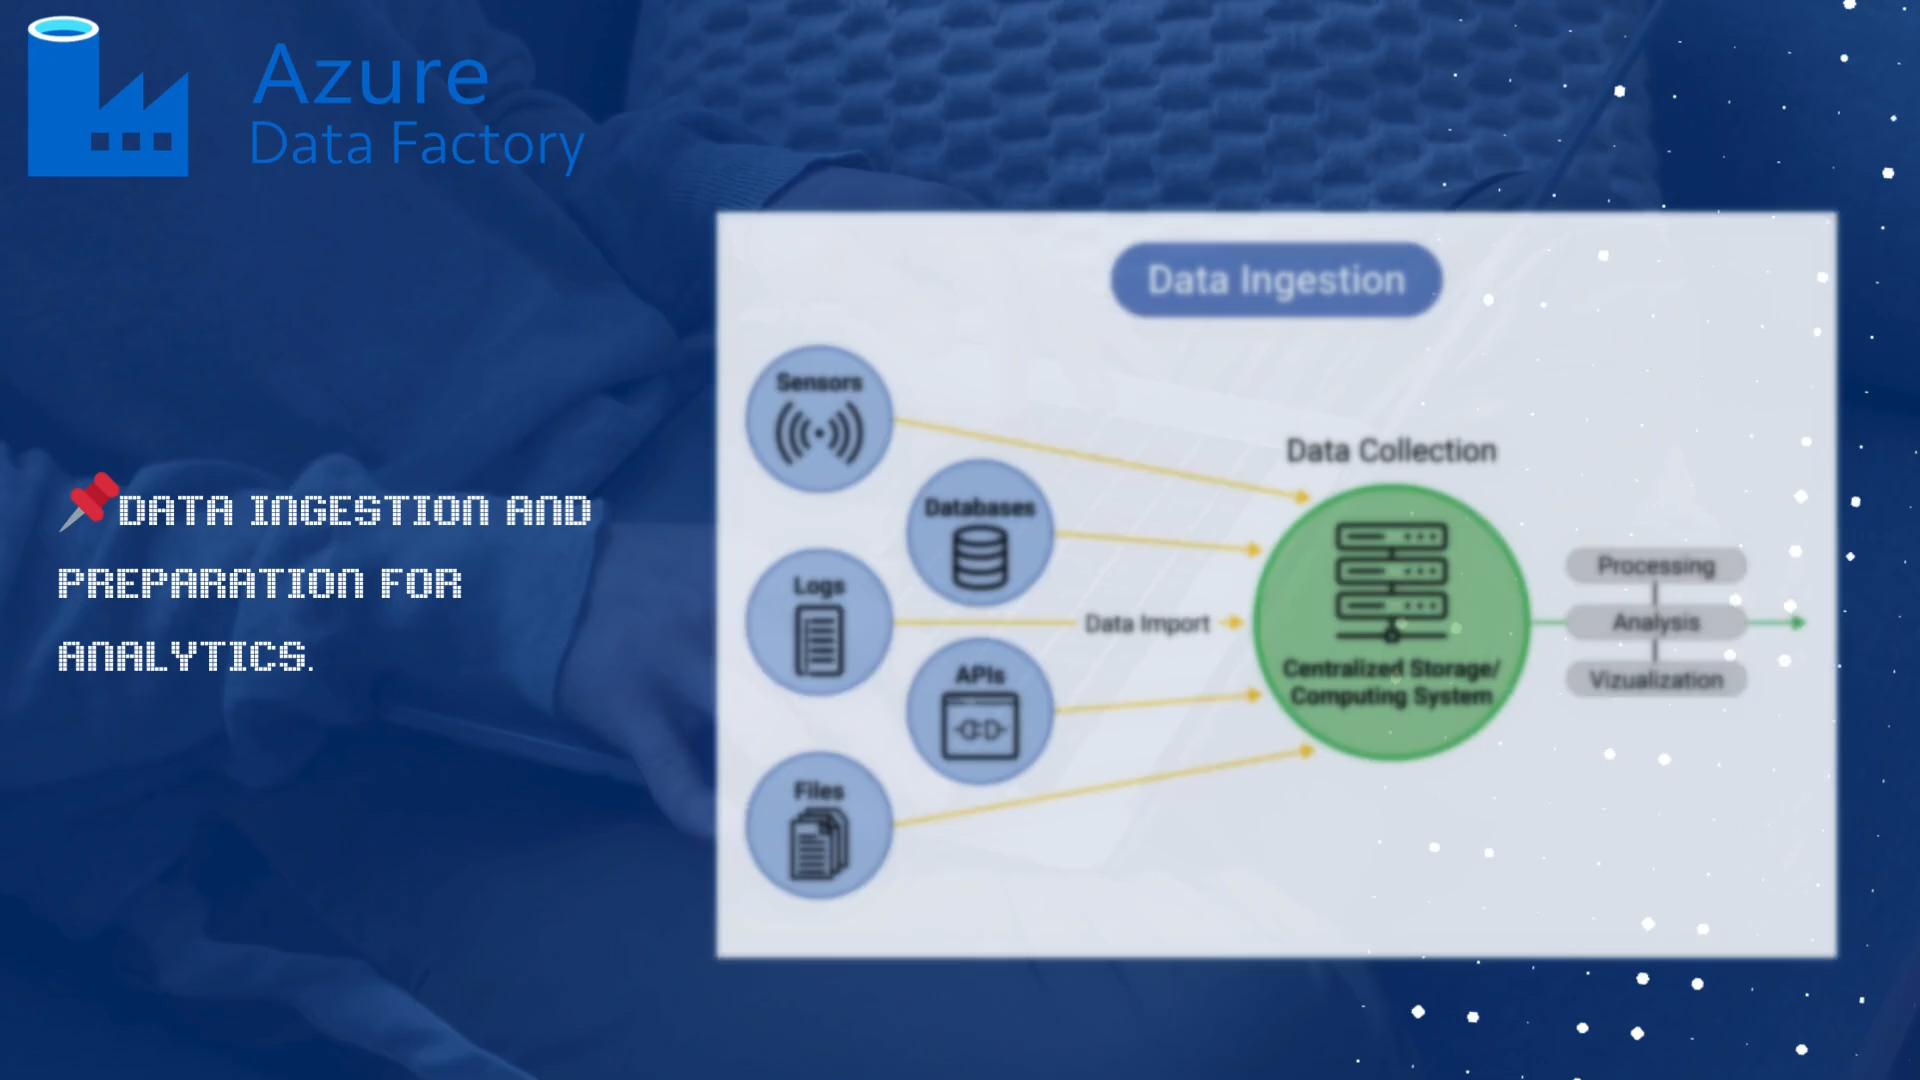 Azure
Data Factory
DATA INGESTION AND
PREPARATION FOR
ANALYTICS.
Data Ingestion
Sensors
Databases
Logs
APIs
Files
Data Import
Data Collection
Centralized Storage/
Computing System
Processing
Analysis
Vizualization